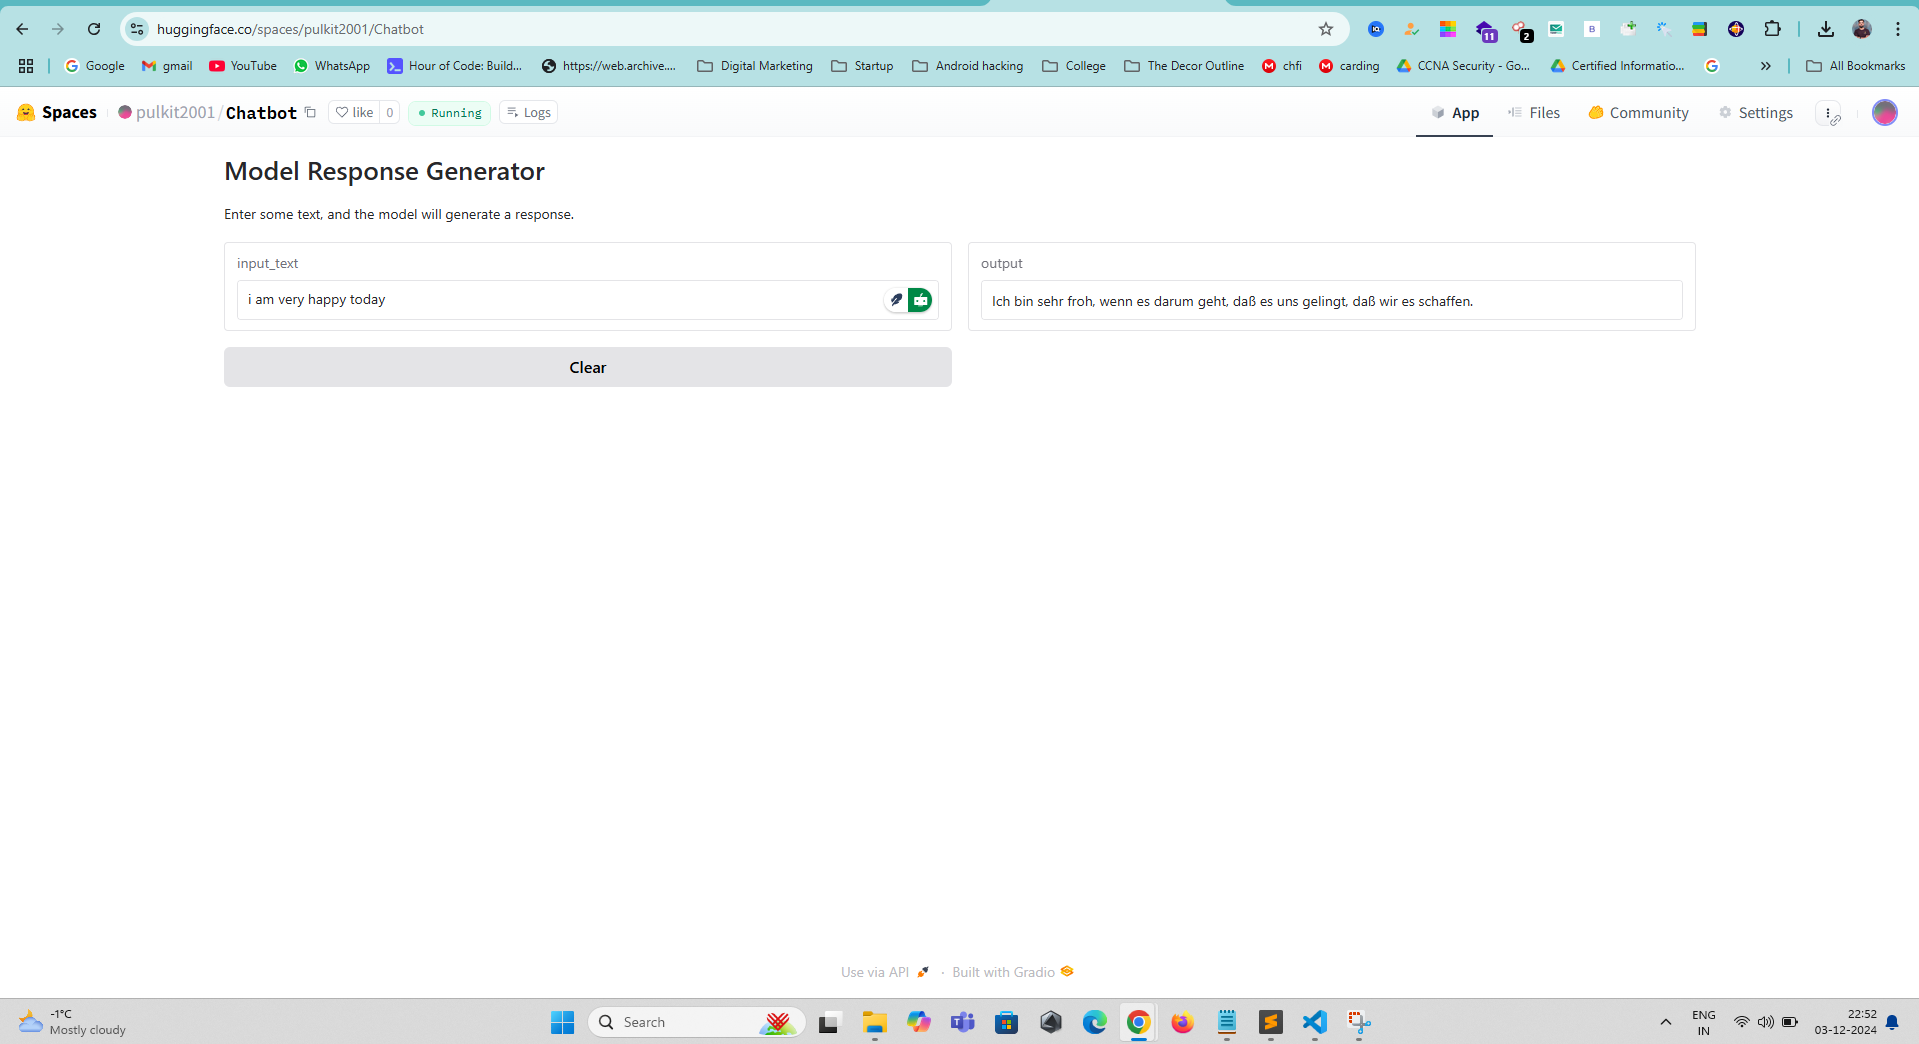 huggingface.co/spaces/pulkit2001/Chatbot
11
2
B
Google gmail YouTube WhatsApp Hour of Code: Build... https://web.archive.... Digital Marketing Startup Android hacking College The Decor Outline chfi carding CCNA Security - Go... Certified Informatio... » All Bookmarks
Spaces pulkit2001/Chatbot like 0 Running Logs App Files Community Settings
Model Response Generator
Enter some text, and the model will generate a response.
input_text
i am very happy today
output
Ich bin sehr froh, wenn es darum geht, daß es uns gelingt, daß wir es schaffen.
Clear
Use via API · Built with Gradio
-1°C
Mostly cloudy
Search
ENG
IN
22:52
03-12-2024